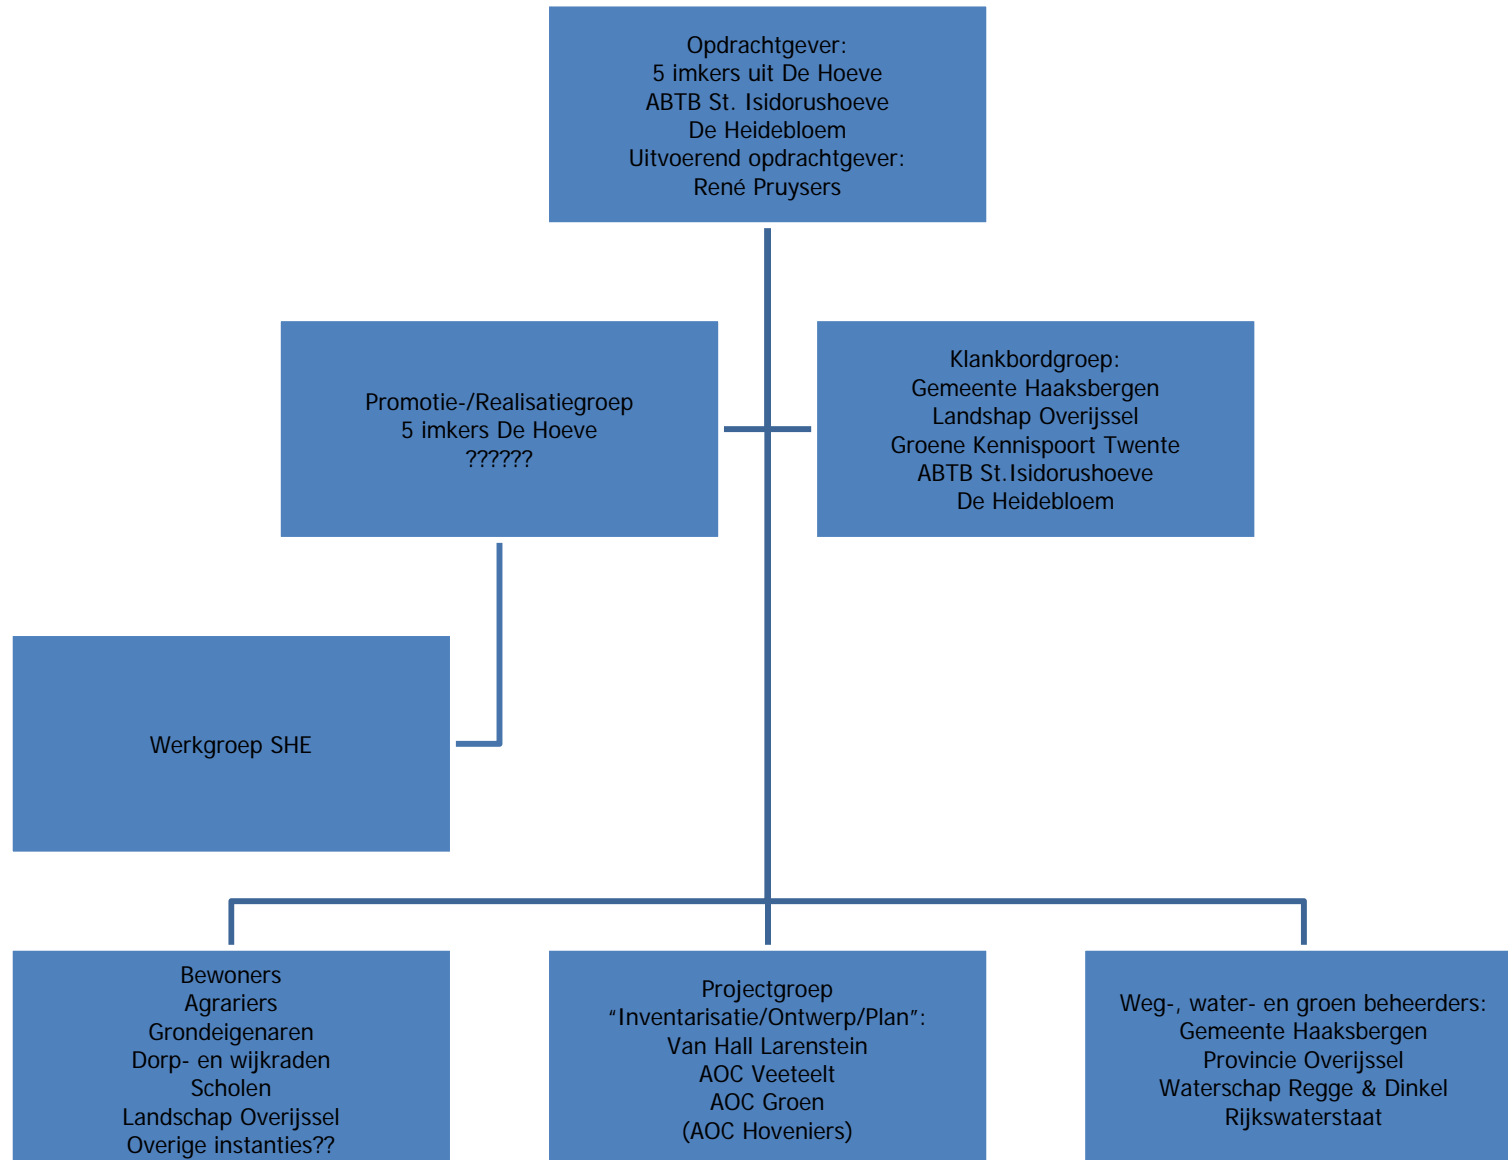 Opdrachtgever:
5 imkers uit De Hoeve
ABTB St. Isidorushoeve
De Heidebloem
Uitvoerend opdrachtgever:
René Pruysers
Promotie-/Realisatiegroep
5 imkers De Hoeve
??????
Klankbordgroep:
Gemeente Haaksbergen
Landshap Overijssel
Groene Kennispoort Twente
ABTB St.Isidorushoeve
De Heidebloem
Werkgroep SHE
Bewoners
Agrariers
Grondeigenaren
Dorp- en wijkraden
Scholen
Landschap Overijssel
Overige instanties??
Projectgroep
“Inventarisatie/Ontwerp/Plan”:
Van Hall Larenstein
AOC Veeteelt
AOC Groen
(AOC Hoveniers)
Weg-, water- en groen beheerders:
Gemeente Haaksbergen
Provincie Overijssel
Waterschap Regge & Dinkel
Rijkswaterstaat